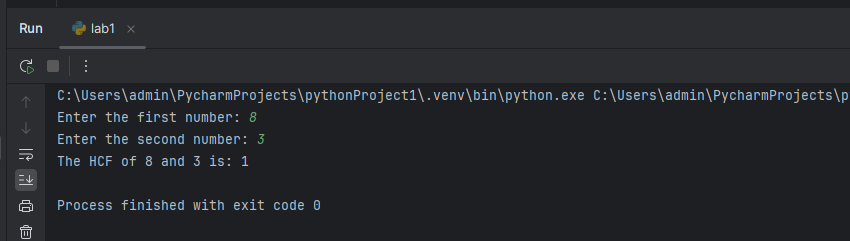 Run lab1
C:\Users\admin\PycharmProjects\pythonProject1\.venv\bin\python.exe C:\Users\admin\PycharmProjects\p
Enter the first number: 8
Enter the second number: 3
The HCF of 8 and 3 is: 1
Process finished with exit code 0